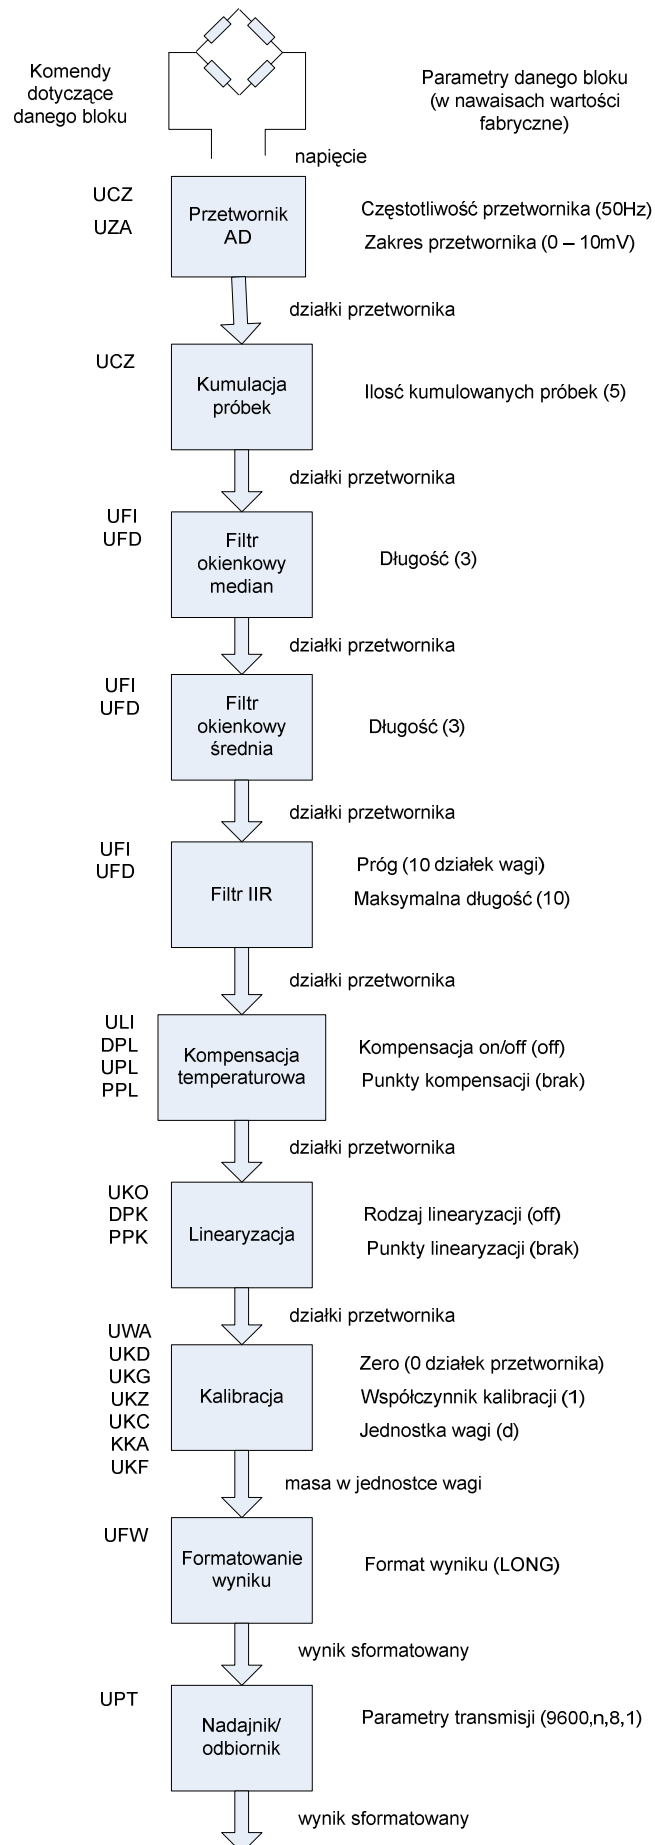 Komendy
dotyczące
danego bloku
Parametry danego bloku
(w nawaisach wartości
fabryczne)
napięcie
UCZ
UZA
Przetwornik
AD
Częstotliwość przetwornika (50Hz)
Zakres przetwornika (0 – 10mV)
działki przetwornika
UCZ
Kumulacja
próbek
Ilosć kumulowanych próbek (5)
działki przetwornika
UFI
UFD
Filtr
okienkowy
median
Długość (3)
działki przetwornika
UFI
UFD
Filtr
okienkowy
średnia
Długość (3)
działki przetwornika
UFI
UFD
Filtr IIR
Próg (10 działek wagi)
Maksymalna długość (10)
działki przetwornika
ULI
DPL
UPL
PPL
Kompensacja
temperaturowa
Kompensacja on/off (off)
Punkty kompensacji (brak)
działki przetwornika
UKO
DPK
PPK
Linearyzacja
Rodzaj linearyzacji (off)
Punkty linearyzacji (brak)
działki przetwornika
UWA
UKD
UKG
UKZ
UKC
KKA
UKF
Kalibracja
Zero (0 działek przetwornika)
Współczynnik kalibracji (1)
Jednostka wagi (d)
masa w jednostce wagi
UFW
Formatowanie
wyniku
Format wyniku (LONG)
wynik sformatowany
UPT
Nadajnik/
odbiornik
Parametry transmisji (9600,n,8,1)
wynik sformatowany